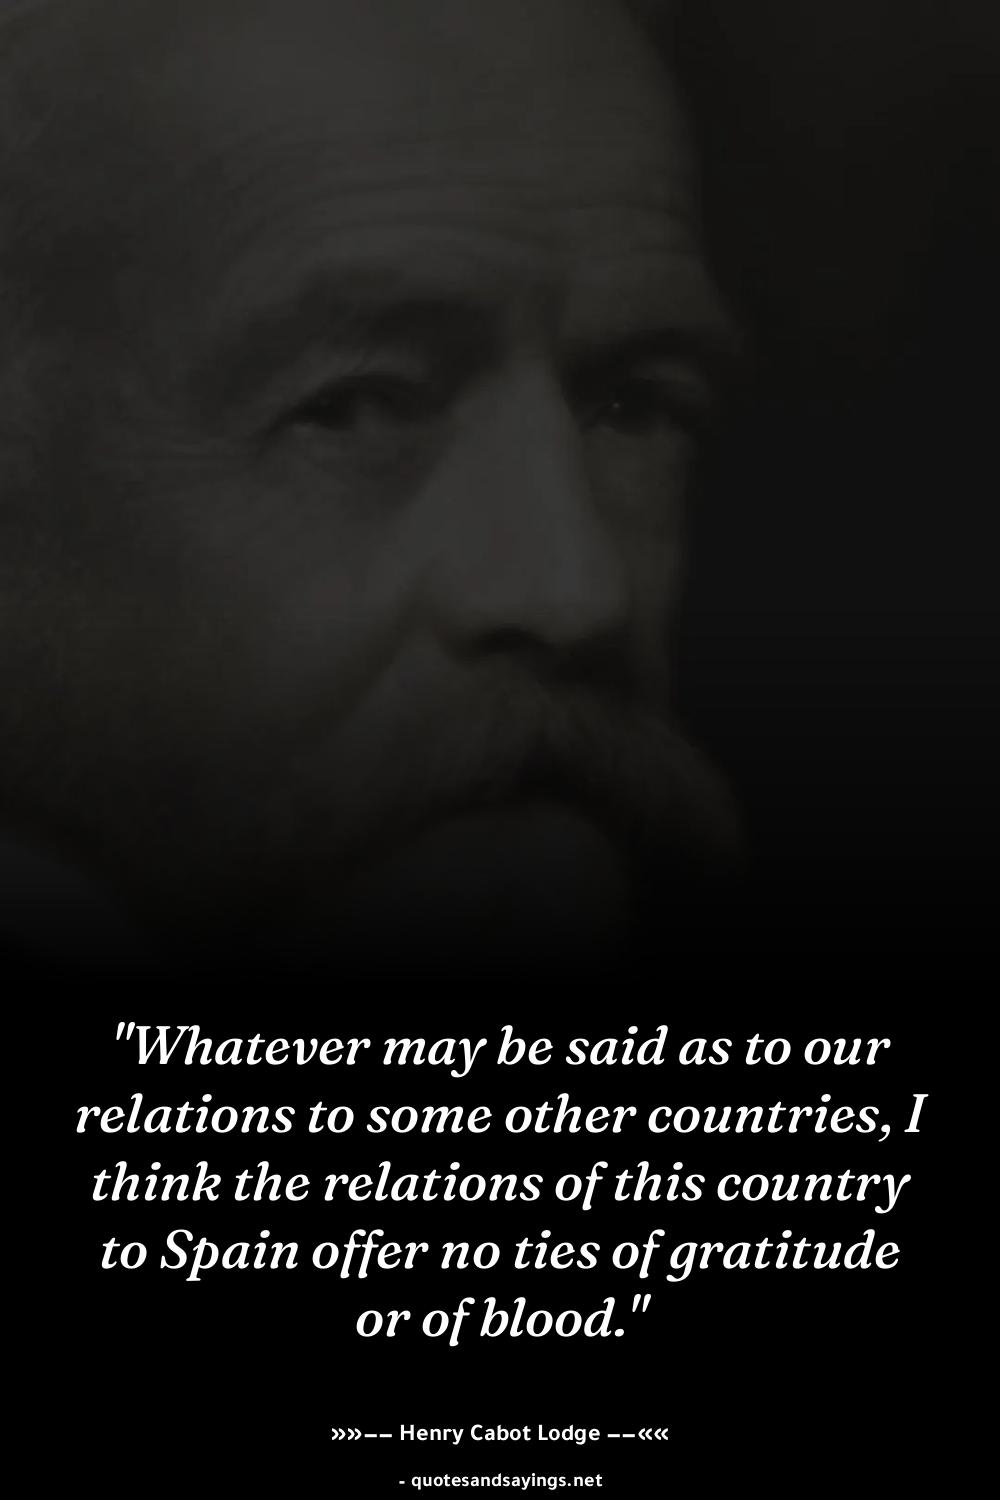 "Whatever may be said as to our
relations to some other countries, I
think the relations of this country
to Spain offer no ties of gratitude
or of blood."
»»–– Henry Cabot Lodge ––««
- quotesandsayings.net